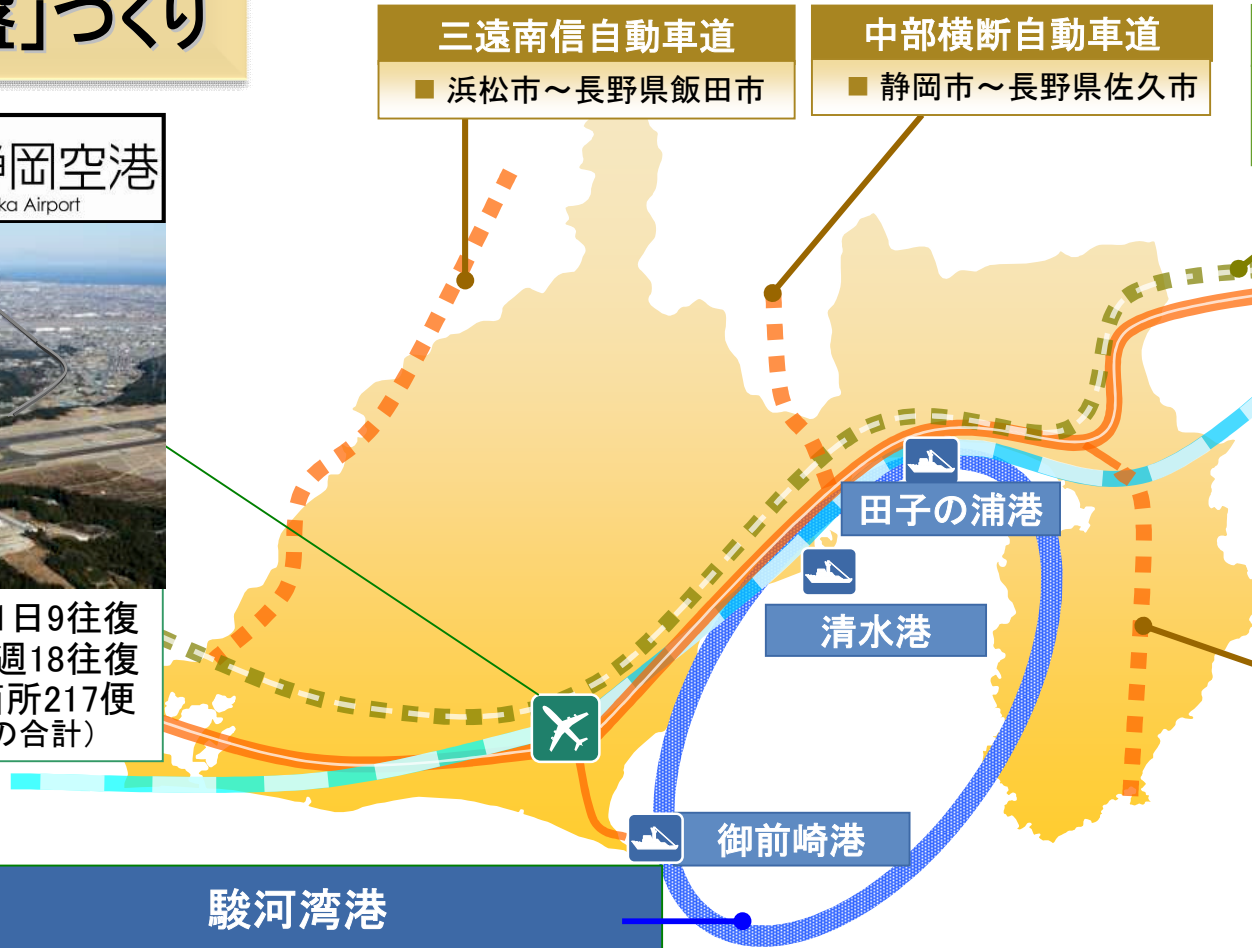 」つくり
三遠南信自動車道
■ 浜松市～長野県飯田市
中部横断自動車道
■ 静岡市～長野県佐久市
岡空港
ka Airport
1日9往復
週18往復
所217便
の合計）
田子の浦港
清水港
御前崎港
駿河湾港